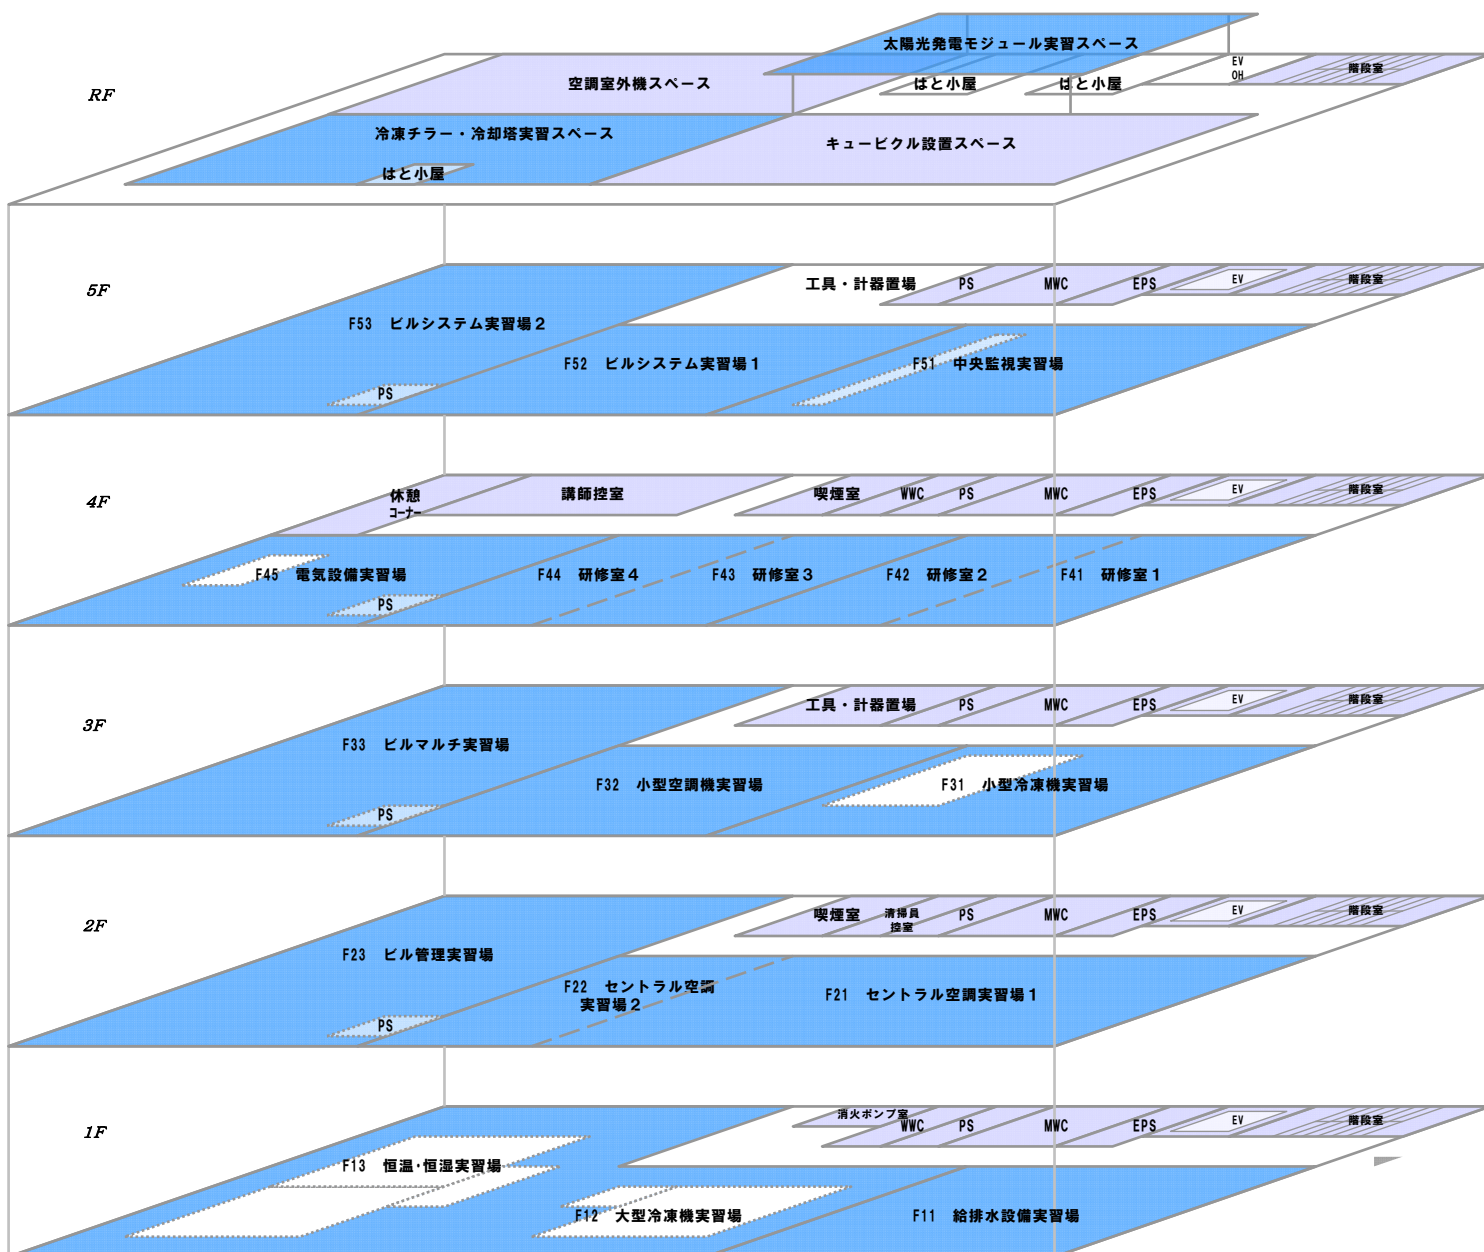 RF
太陽光発電モジュール実習スペース
空調室外機スペース
はと小屋
はと小屋
EV
OH
階段室
冷凍チラー・冷却塔実習スペース
キュービクル設置スペース
はと小屋
5F
工具・計器置場
PS
MWC
EPS
EV
階段室
F53 ビルシステム実習場２
F52 ビルシステム実習場１
F51 中央監視実習場
PS
4F
休憩
コーナー
講師控室
喫煙室
WWC
PS
MWC
EPS
EV
階段室
F45 電気設備実習場
F44 研修室４
F43 研修室３
F42 研修室２
F41 研修室１
PS
3F
工具・計器置場
PS
MWC
EPS
EV
階段室
F33 ビルマルチ実習場
F32 小型空調機実習場
F31 小型冷凍機実習場
PS
2F
喫煙室
清掃員
控室
PS
MWC
EPS
EV
階段室
F23 ビル管理実習場
F22 セントラル空調
実習場２
F21 セントラル空調実習場１
PS
1F
消火ポンプ室
WWC
PS
MWC
EPS
EV
階段室
F13 恒温・恒湿実習場
F12 大型冷凍機実習場
F11 給排水設備実習場